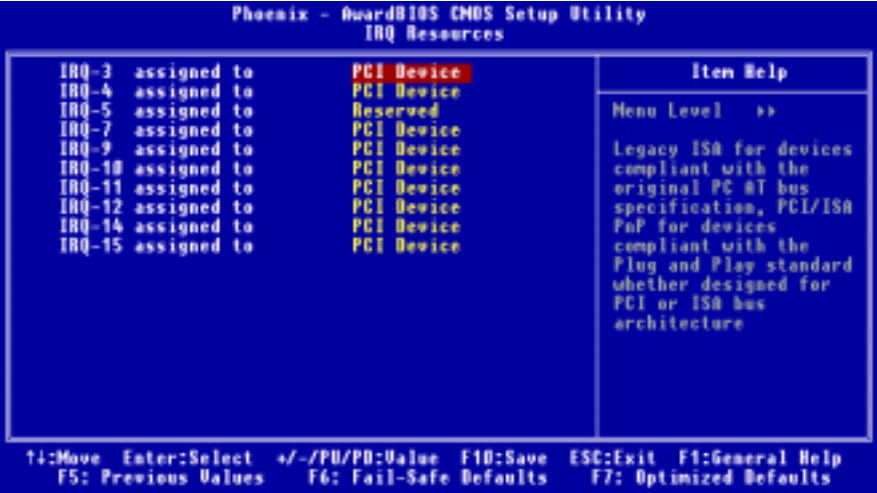 Phoenix - AwardBIOS CMOS Setup Utility
IRQ Resources
IRQ-3 assigned to PCI Device
IRQ-4 assigned to PCI Device
IRQ-5 assigned to Reserved
IRQ-7 assigned to PCI Device
IRQ-9 assigned to PCI Device
IRQ-10 assigned to PCI Device
IRQ-11 assigned to PCI Device
IRQ-12 assigned to PCI Device
IRQ-14 assigned to PCI Device
IRQ-15 assigned to PCI Device
Item Help
Menu Level ▸▸
Legacy ISA for devices
compliant with the
original PC AT bus
specification, PCI/ISA
PnP for devices
compliant with the
Plug and Play standard
whether designed for
PCI or ISA bus
architecture
↑↓:Move Enter:Select +/-/PU/PD:Value F10:Save ESC:Exit F1:General Help
F5: Previous Values F6: Fail-Safe Defaults F7: Optimized Defaults